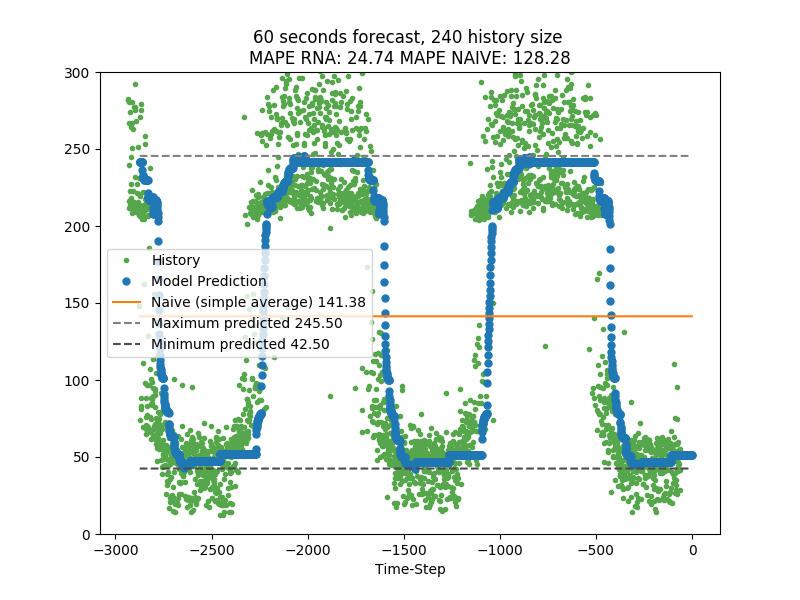 60 seconds forecast, 240 history size
MAPE RNA: 24.74 MAPE NAIVE: 128.28
300
250
200
150
100
50
0
History
Model Prediction
Naive (simple average) 141.38
Maximum predicted 245.50
Minimum predicted 42.50
−3000 −2500 −2000 −1500 −1000 −500 0
Time-Step